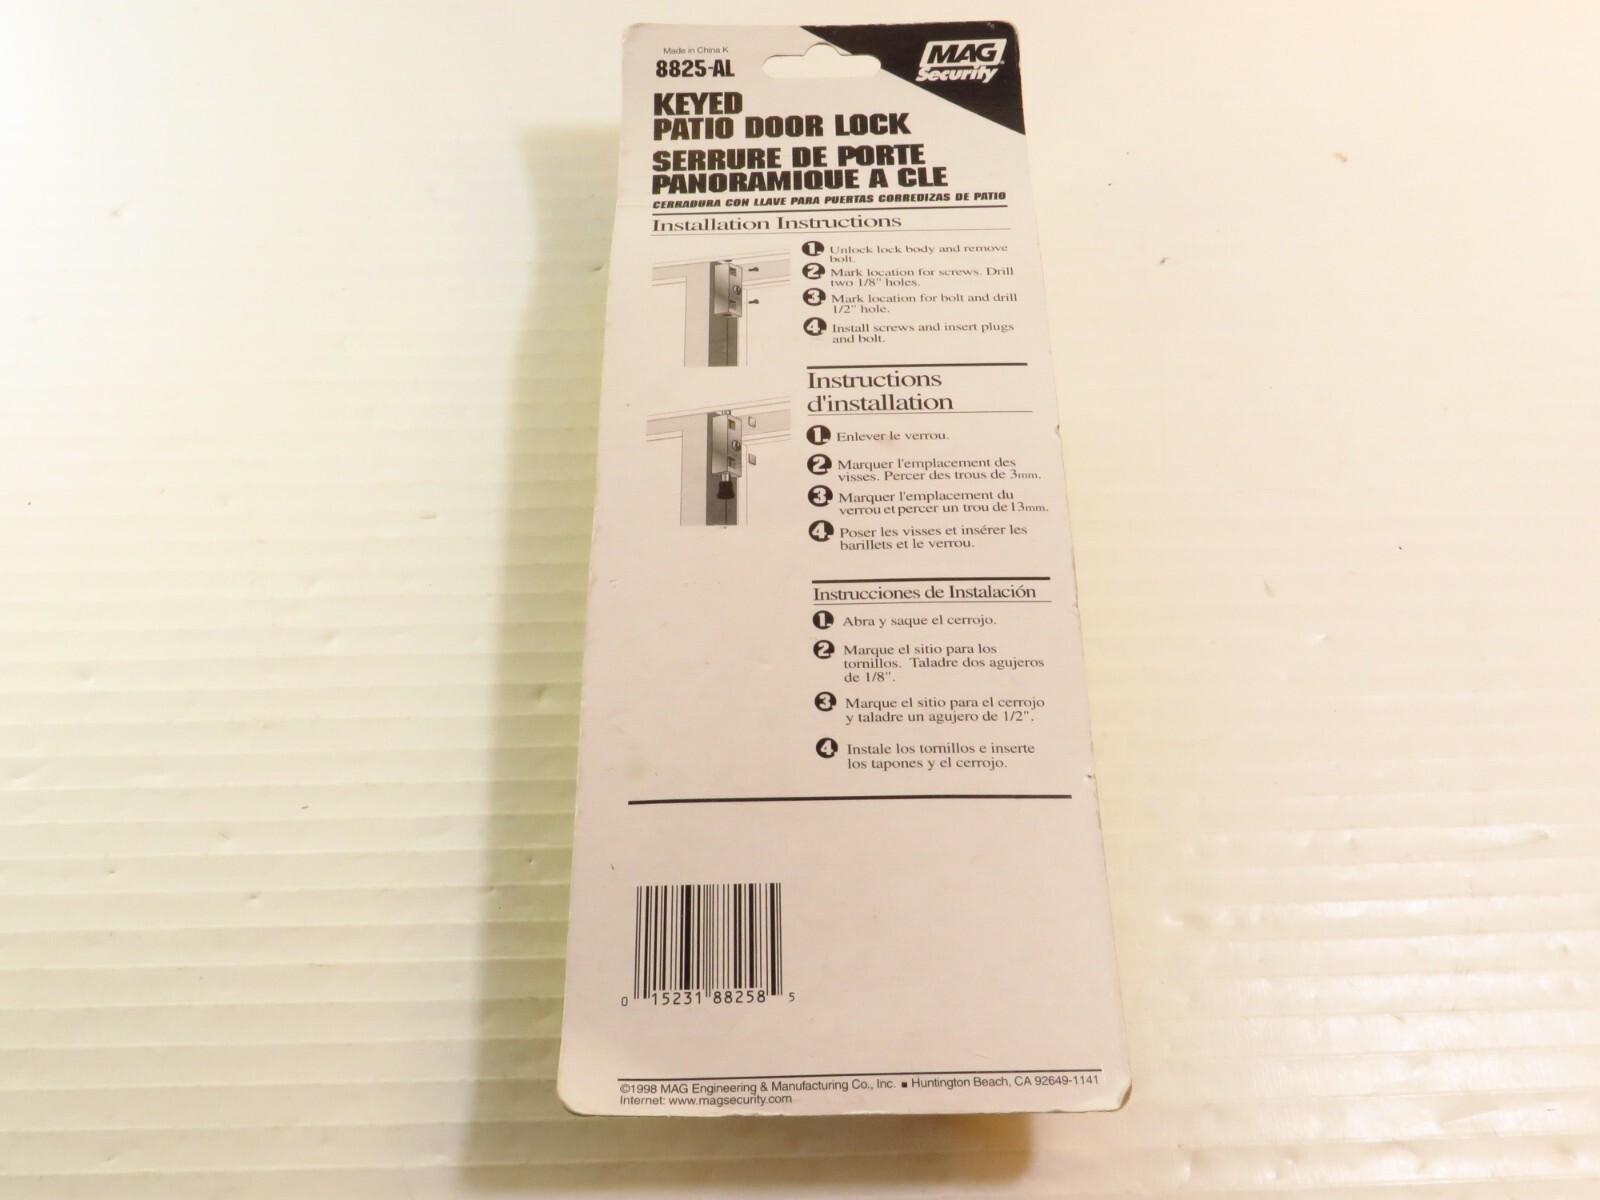 Made in China K
8825-AL
MAG
Security
KEYED
PATIO DOOR LOCK
SERRURE DE PORTE
PANORAMIQUE A CLE
CERRADURA CON LLAVE PARA PUERTAS CORREDIZAS DE PATIO
Installation Instructions
1. Unlock lock body and remove
bolt.
2. Mark location for screws. Drill
two 1/8" holes.
3. Mark location for bolt and drill
1/2" hole.
4. Install screws and insert plugs
and bolt.
Instructions
d'installation
1. Enlever le verrou.
2. Marquer l'emplacement des
visses. Percer des trous de 3mm.
3. Marquer l'emplacement du
verrou et percer un trou de 13mm.
4. Poser les visses et insérer les
barillets et le verrou.
Instrucciones de Instalación
1. Abra y saque el cerrojo.
2. Marque el sitio para los
tornillos. Taladre dos agujeros
de 1/8".
3. Marque el sitio para el cerrojo
y taladre un agujero de 1/2".
4. Instale los tornillos e inserte
los tapones y el cerrojo.
0 15231 88258 5
©1998 MAG Engineering & Manufacturing Co., Inc. ▪ Huntington Beach, CA 92649-1141
Internet: www.magsecurity.com